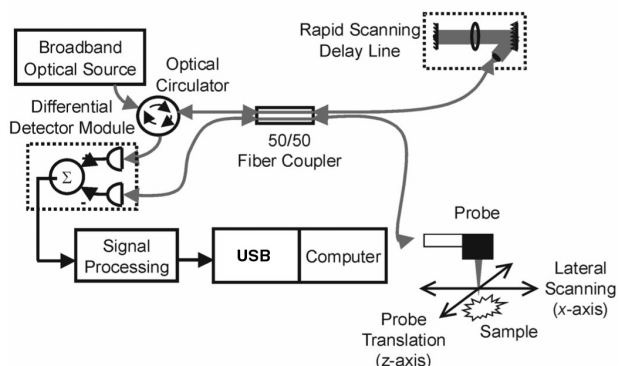 Broadband
Optical Source
Optical
Circulator
Rapid Scanning
Delay Line
Differential
Detector Module
Σ
-
50/50
Fiber Coupler
Probe
Signal
Processing
USB
Computer
Lateral
Scanning
(x-axis)
Probe
Translation
(z-axis)
Sample